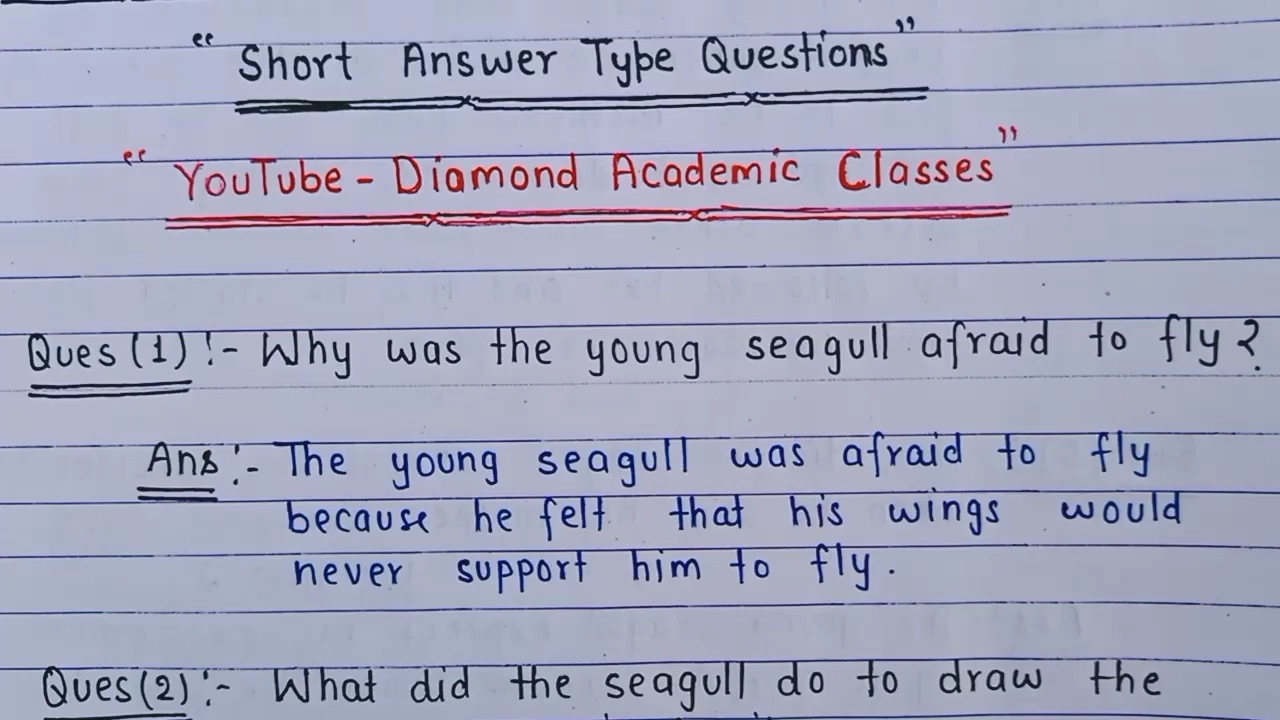 “ Short Answer Type Questions ”
“ YouTube - Diamond Academic Classes ”
Ques (1) :- Why was the young seagull afraid to fly?
Ans :- The young seagull was afraid to fly
because he felt that his wings would
never support him to fly.
Ques(2) :- What did the seagull do to draw the